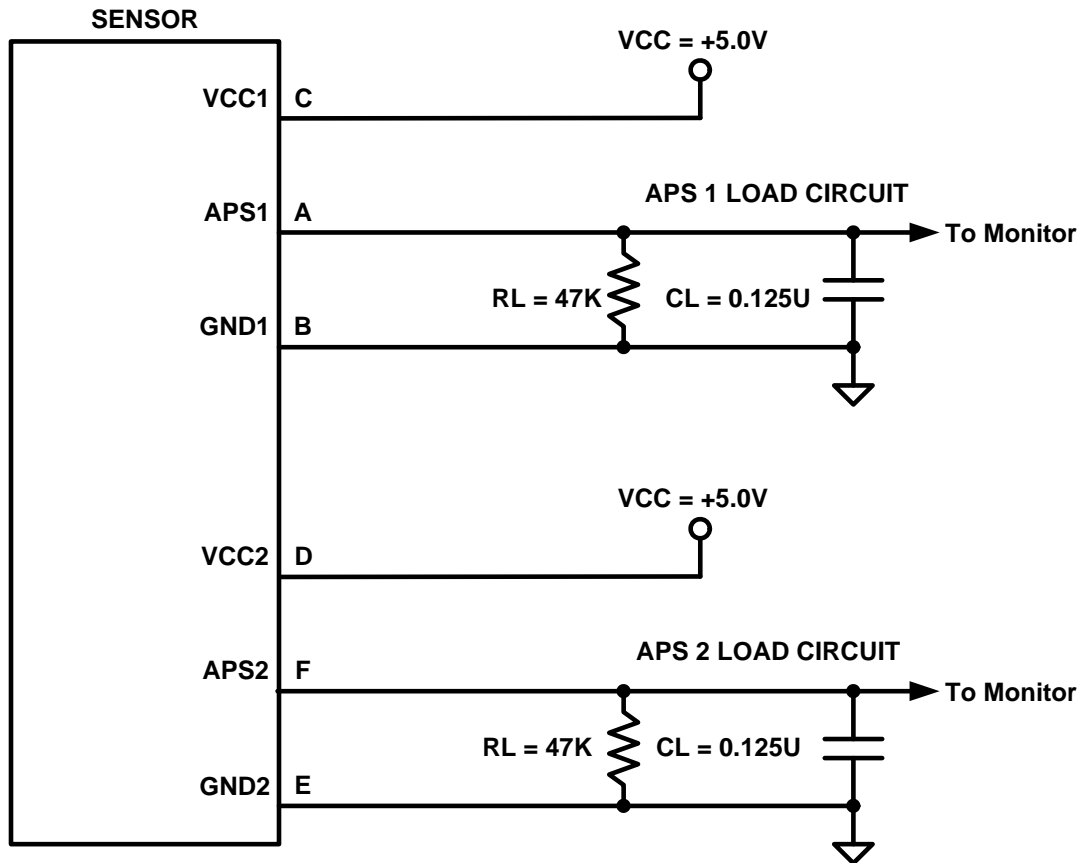 SENSOR
VCC = +5.0V
VCC1 C
APS 1 LOAD CIRCUIT
APS1 A
To Monitor
RL = 47K
CL = 0.125U
GND1 B
VCC = +5.0V
VCC2 D
APS 2 LOAD CIRCUIT
APS2 F
To Monitor
RL = 47K
CL = 0.125U
GND2 E